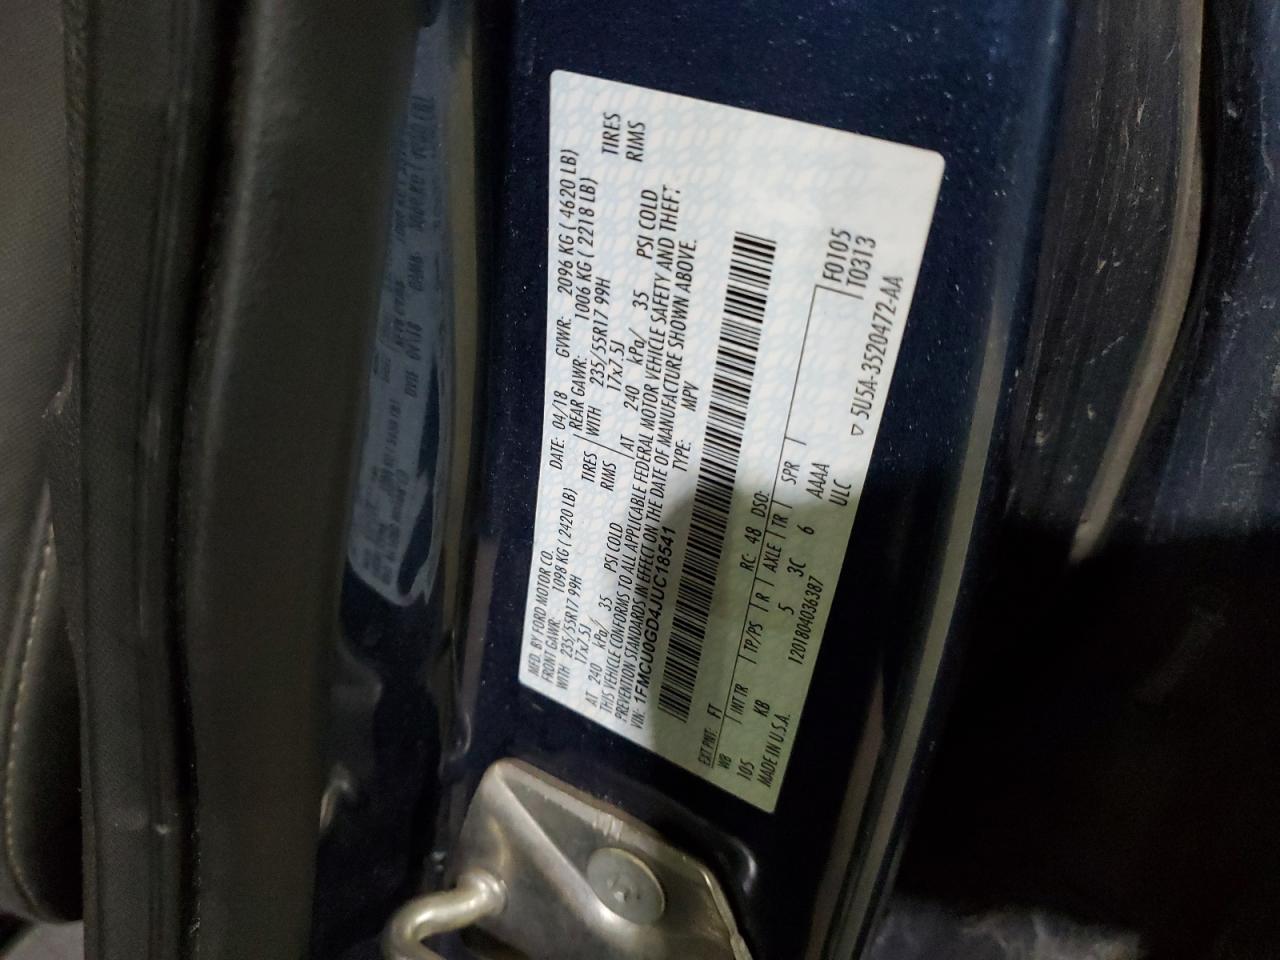 MFD. BY FORD MOTOR CO. DATE: 04/18 GVWR: 2096 KG ( 4620 LB)
FRONT GAWR: 1098 KG ( 2420 LB) REAR GAWR: 1006 KG ( 2218 LB)
WITH 235/55R17 99H TIRES WITH 235/55R17 99H TIRES
17x7.5J RIMS 17x7.5J RIMS
AT 240 kPa/ 35 PSI COLD AT 240 kPa/ 35 PSI COLD
THIS VEHICLE CONFORMS TO ALL APPLICABLE FEDERAL MOTOR VEHICLE SAFETY AND THEFT
PREVENTION STANDARDS IN EFFECT ON THE DATE OF MANUFACTURE SHOWN ABOVE.
VIN: 1FMCU0GD4JUC18541 TYPE: MPV
EXT PNT: FT RC: 48 DSO: F0105
WB INT TR TP/PS R AXLE TR SPR T0313
105 KB 5 3C 6 AAAA
MADE IN U.S.A. 1201804036387 ULC
5U5A-3520472-AA